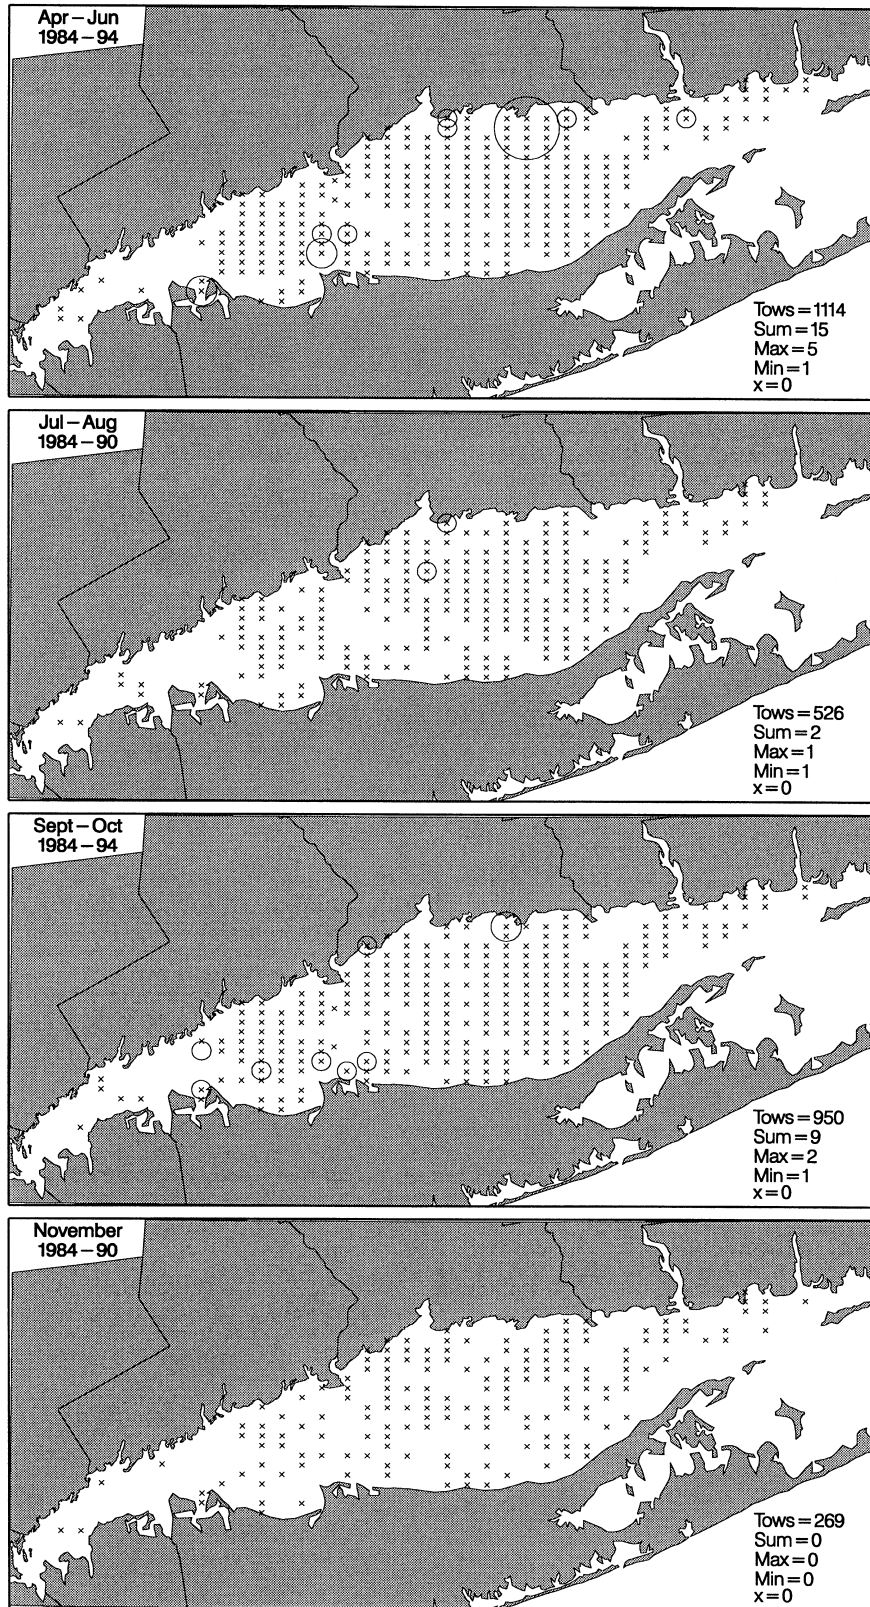 Apr – Jun
1984 – 94
Tows = 1114
Sum = 15
Max = 5
Min = 1
x = 0
Jul – Aug
1984 – 90
Tows = 526
Sum = 2
Max = 1
Min = 1
x = 0
Sept – Oct
1984 – 94
Tows = 950
Sum = 9
Max = 2
Min = 1
x = 0
November
1984 – 90
Tows = 269
Sum = 0
Max = 0
Min = 0
x = 0